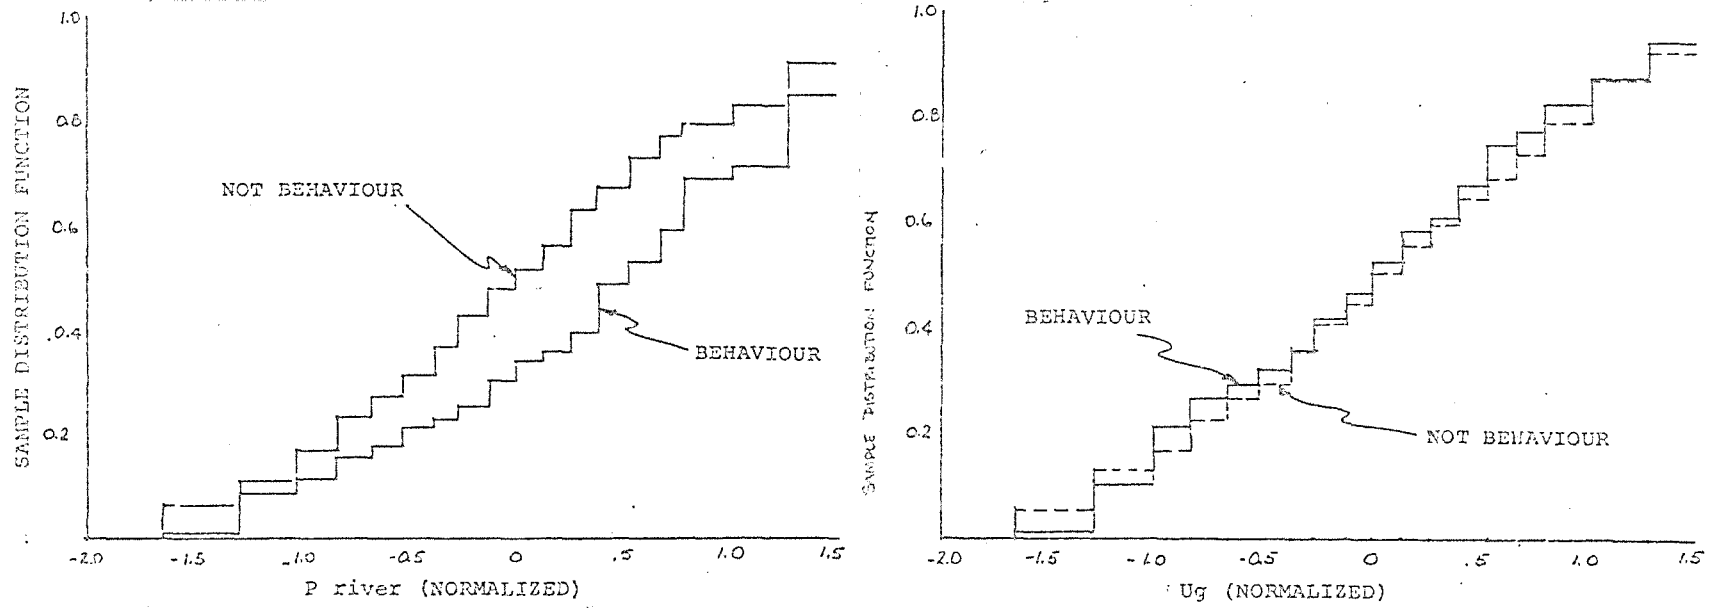 SAMPLE DISTRIBUTION FUNCTION
1.0
0.8
0.6
.0.4
0.2
-2.0 -1.5 -1.0 -0.5 0 .5 1.0 1.5
P river (NORMALIZED)
NOT BEHAVIOUR
BEHAVIOUR
SAMPLE DISTRIBUTION FUNCTION
1.0
0.8
0.6
0.4
0.2
-2.0 -1.5 -1.0 -0.5 0 .5 1.0 1.5
Ug (NORMALIZED)
BEHAVIOUR
NOT BEHAVIOUR